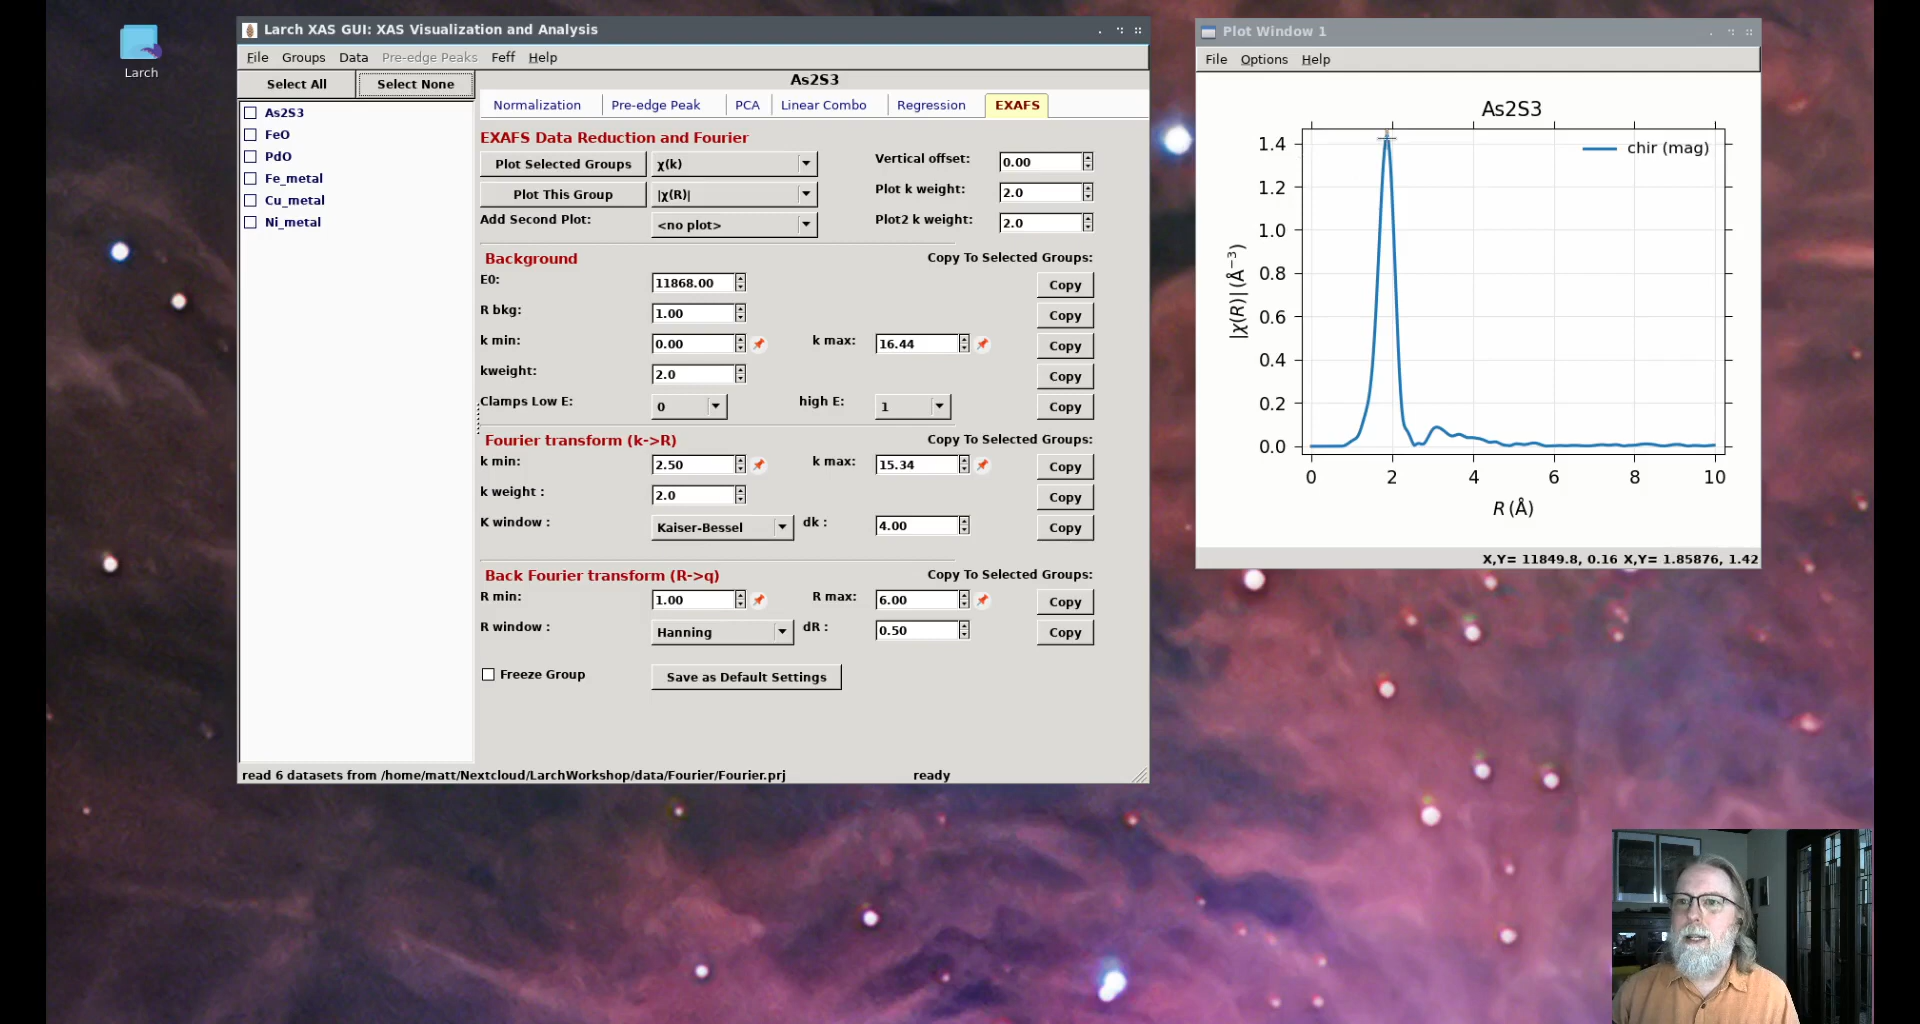 Larch
Larch XAS GUI: XAS Visualization and Analysis
File Groups Data Pre-edge Peaks Feff Help
Select All Select None
As2S3
FeO
PdO
Fe_metal
Cu_metal
Ni_metal
As2S3
Normalization Pre-edge Peak PCA Linear Combo Regression EXAFS
EXAFS Data Reduction and Fourier
Plot Selected Groups χ(k) Vertical offset: 0.00
Plot This Group |χ(R)| Plot k weight: 2.0
Add Second Plot: <no plot> Plot2 k weight: 2.0
Background Copy To Selected Groups:
E0: 11868.00 Copy
R bkg: 1.00 Copy
k min: 0.00 k max: 16.44 Copy
kweight: 2.0 Copy
Clamps Low E: 0 high E: 1 Copy
Fourier transform (k->R) Copy To Selected Groups:
k min: 2.50 k max: 15.34 Copy
k weight : 2.0 Copy
K window : Kaiser-Bessel dk : 4.00 Copy
Back Fourier transform (R->q) Copy To Selected Groups:
R min: 1.00 R max: 6.00 Copy
R window : Hanning dR : 0.50 Copy
Freeze Group Save as Default Settings
read 6 datasets from /home/matt/Nextcloud/LarchWorkshop/data/Fourier/Fourier.prj ready
Plot Window 1
File Options Help
As2S3
chir (mag)
1.4
1.2
1.0
0.8
0.6
0.4
0.2
0.0
|χ(R)| (Å⁻³)
0 2 4 6 8 10
R (Å)
X,Y= 11849.8, 0.16 X,Y= 1.85876, 1.42